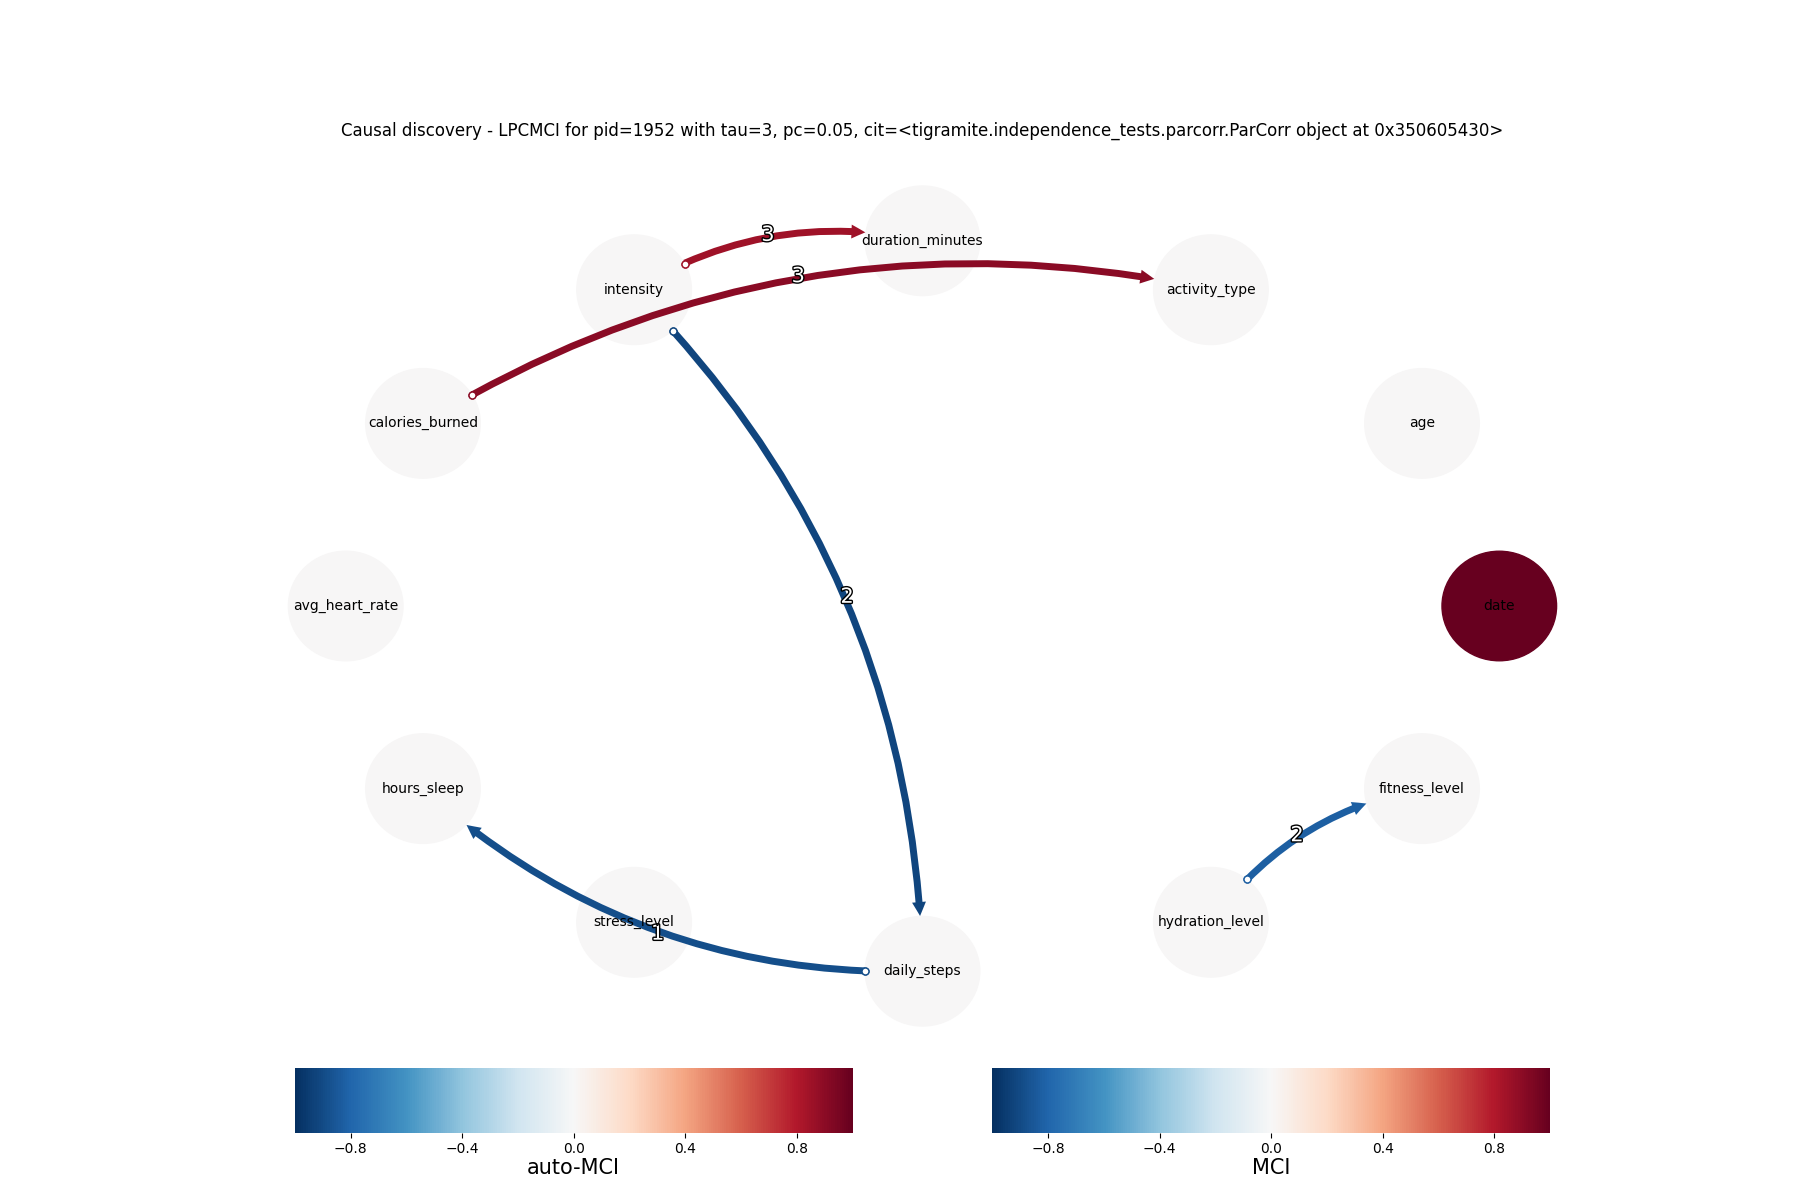 Causal discovery - LPCMCI for pid=1952 with tau=3, pc=0.05, cit=<tigramite.independence_tests.parcorr.ParCorr object at 0x350605430>
3
duration_minutes
3
intensity
activity_type
calories_burned
age
2
avg_heart_rate
date
hours_sleep
fitness_level
2
stress_level
1
hydration_level
daily_steps
−0.8 −0.4 0.0 0.4 0.8
auto-MCI
−0.8 −0.4 0.0 0.4 0.8
MCI